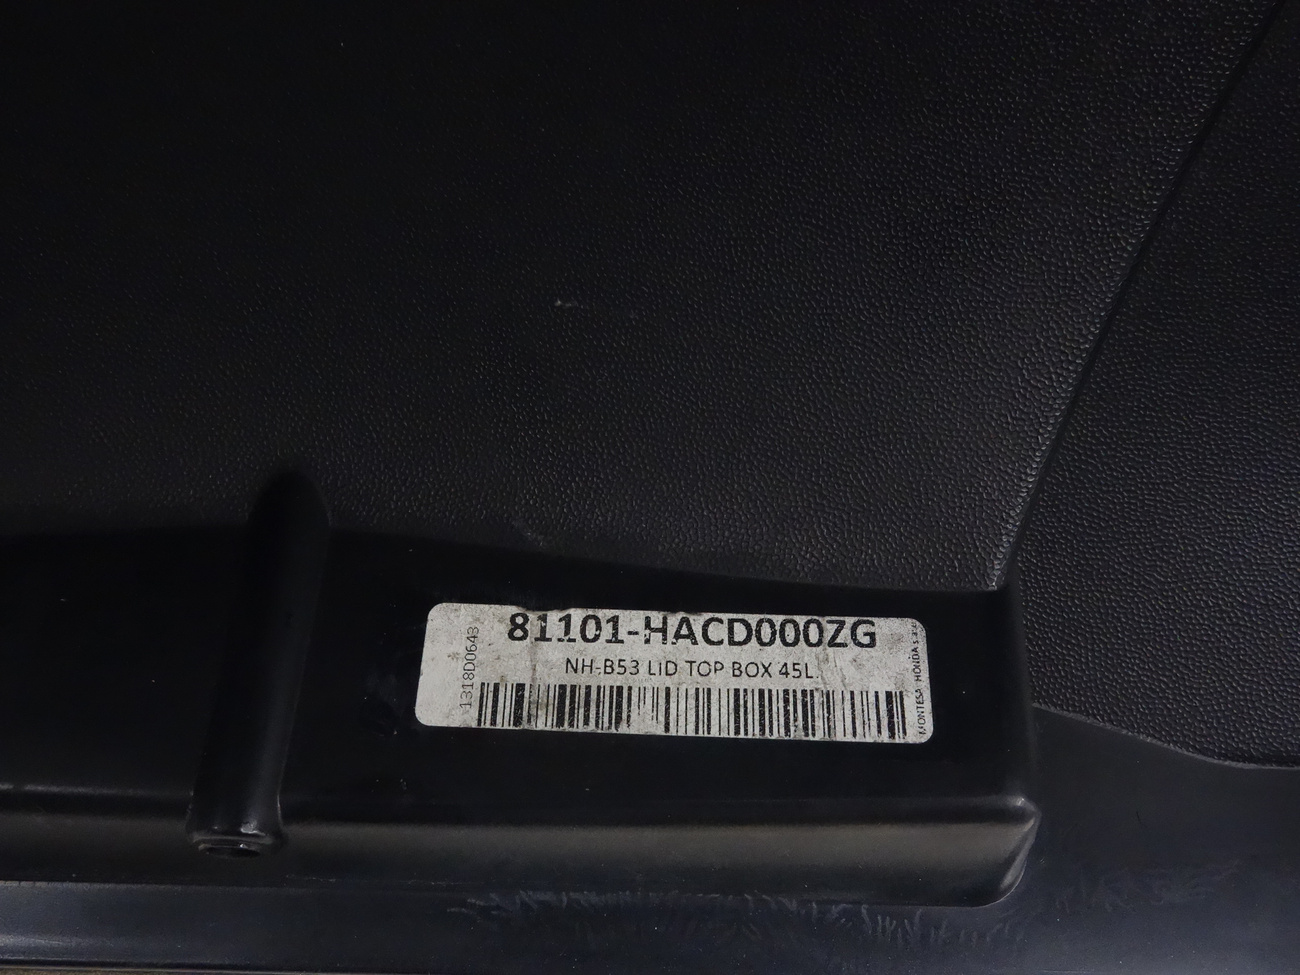 81101-HACD000ZG
NH-B53 LID TOP BOX 45L.
1318D0643
MONTESA HONDA